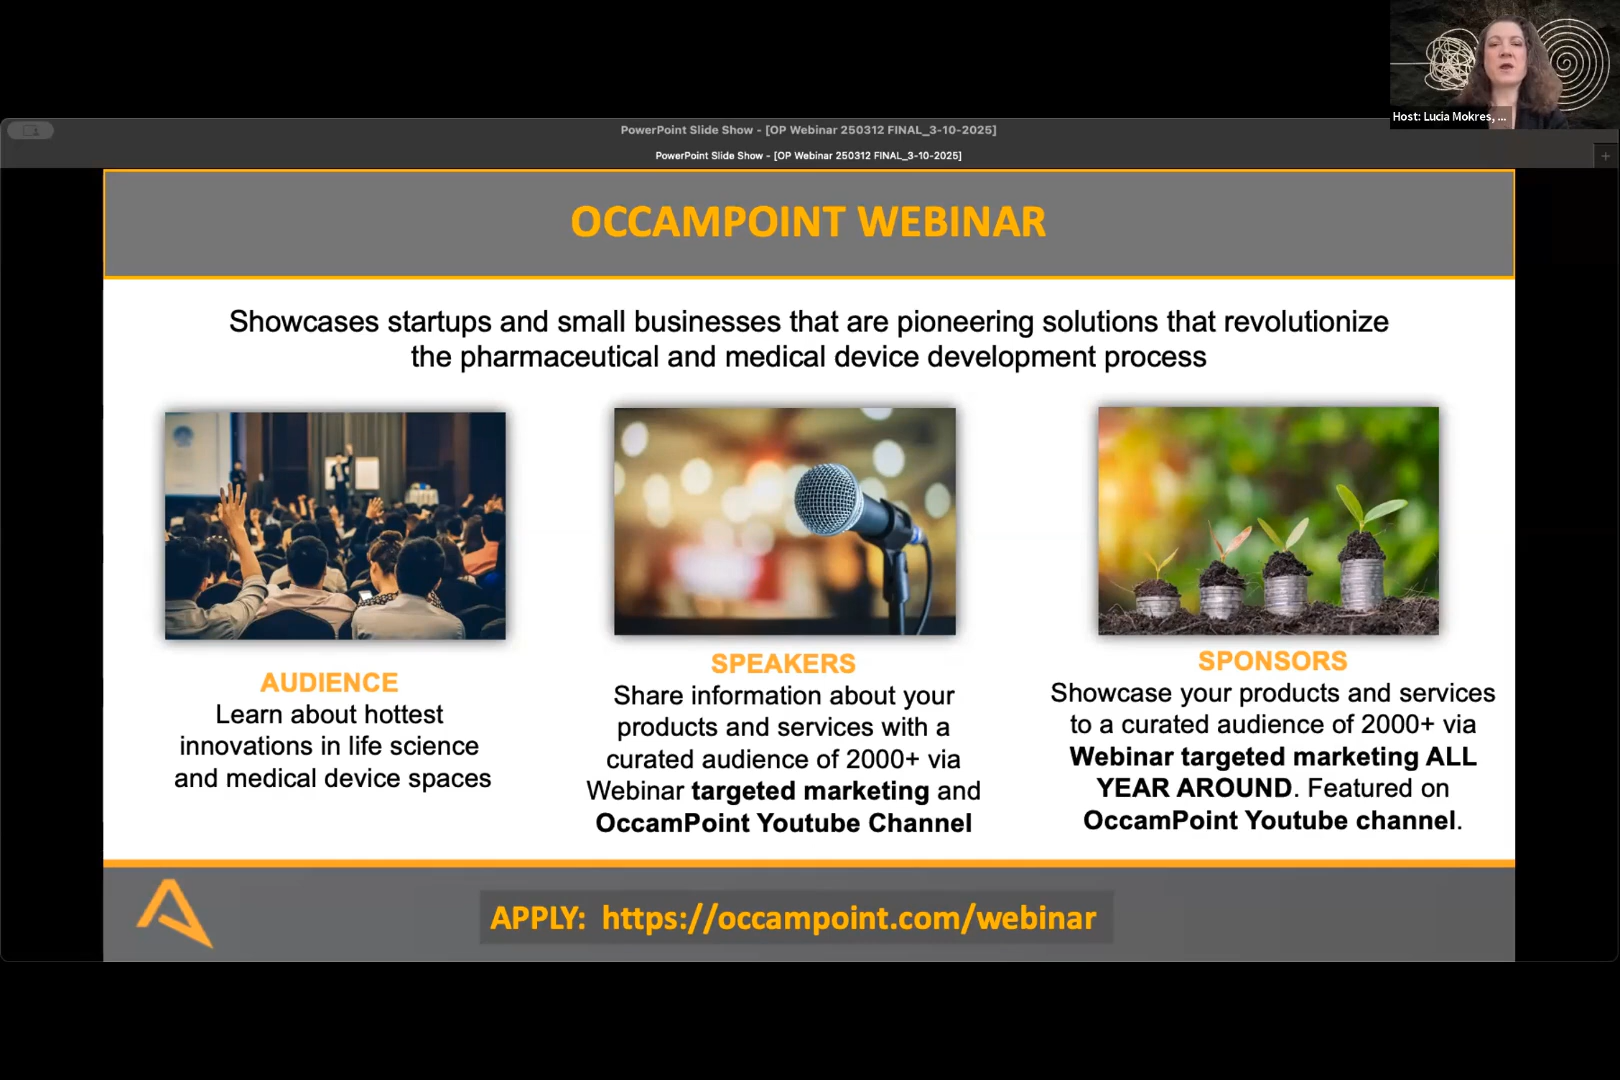 Host: Lucia Mokres, ...
PowerPoint Slide Show - [OP Webinar 250312 FINAL_3-10-2025]
PowerPoint Slide Show - [OP Webinar 250312 FINAL_3-10-2025]
OCCAMPOINT WEBINAR
Showcases startups and small businesses that are pioneering solutions that revolutionize
the pharmaceutical and medical device development process
AUDIENCE
Learn about hottest
innovations in life science
and medical device spaces
SPEAKERS
Share information about your
products and services with a
curated audience of 2000+ via
Webinar targeted marketing and
OccamPoint Youtube Channel
SPONSORS
Showcase your products and services
to a curated audience of 2000+ via
Webinar targeted marketing ALL
YEAR AROUND. Featured on
OccamPoint Youtube channel.
APPLY: https://occampoint.com/webinar